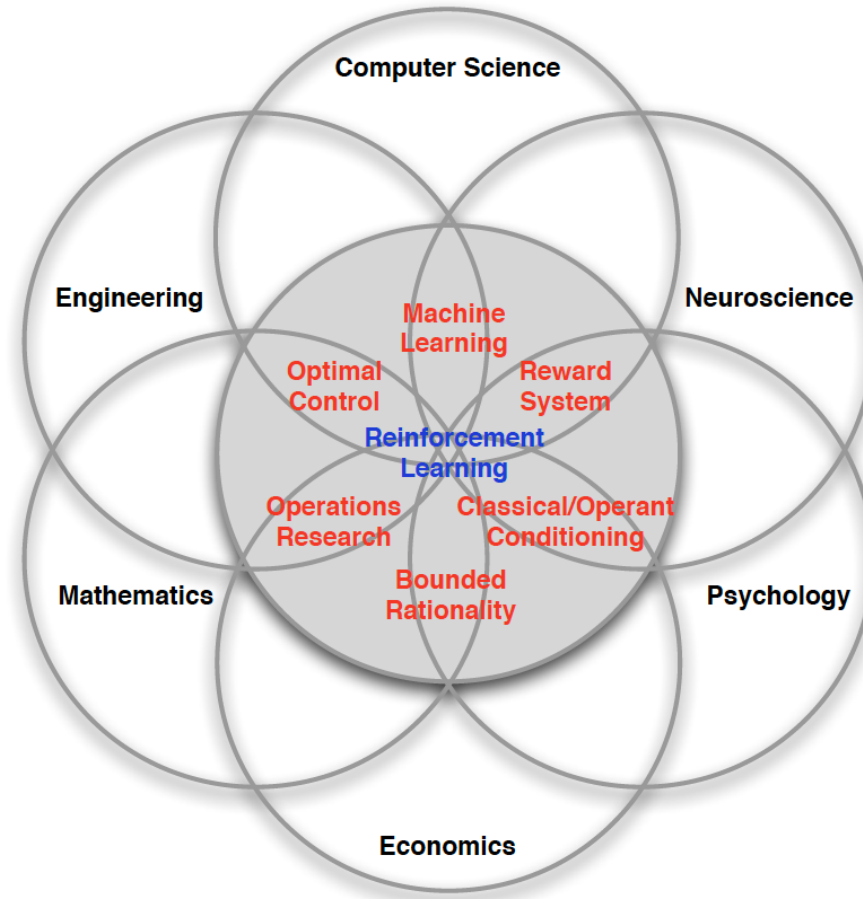 Computer Science
Engineering
Neuroscience
Machine
Learning
Optimal
Control
Reward
System
Reinforcement
Learning
Operations
Research
Classical/Operant
Conditioning
Bounded
Rationality
Mathematics
Psychology
Economics